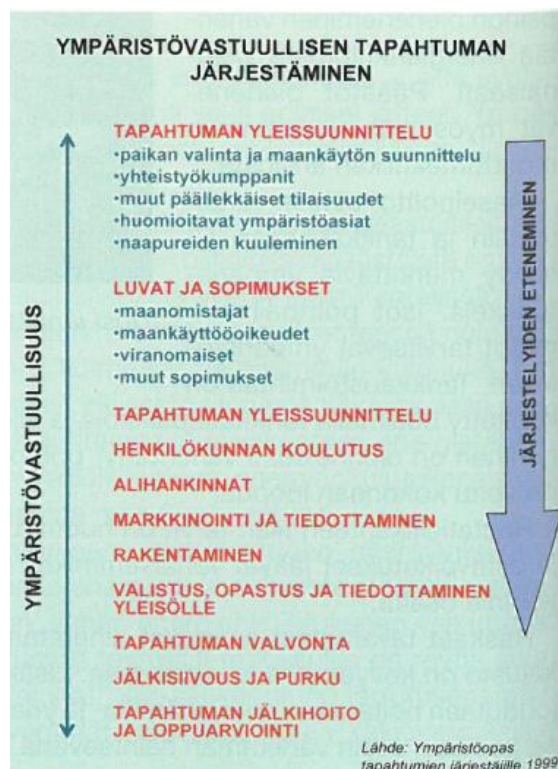 YMPÄRISTÖVASTUULLISEN TAPAHTUMAN
JÄRJESTÄMINEN
TAPAHTUMAN YLEISSUUNNITTELU
•paikan valinta ja maankäytön suunnittelu
•yhteistyökumppanit
•muut päällekkäiset tilaisuudet
•huomioitavat ympäristöasiat
•naapureiden kuuleminen
LUVAT JA SOPIMUKSET
•maanomistajat
•maankäyttööoikeudet
•viranomaiset
•muut sopimukset
TAPAHTUMAN YLEISSUUNNITTELU
HENKILÖKUNNAN KOULUTUS
ALIHANKINNAT
MARKKINOINTI JA TIEDOTTAMINEN
RAKENTAMINEN
VALISTUS, OPASTUS JA TIEDOTTAMINEN
YLEISÖLLE
TAPAHTUMAN VALVONTA
JÄLKISIIVOUS JA PURKU
TAPAHTUMAN JÄLKIHOITO
JA LOPPUARVIOINTI
YMPÄRISTÖVASTUULLISUUS
JÄRJESTELYIDEN ETENEMINEN
Lähde: Ympäristöopas
tapahtumien järjestäjille 1999